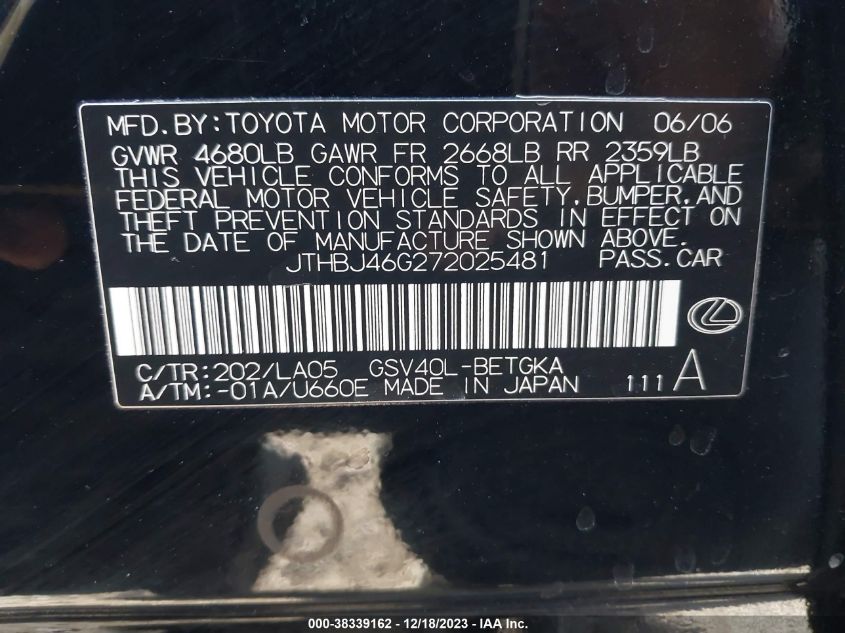 MFD.BY:TOYOTA MOTOR CORPORATION 06/06
GVWR 4680LB GAWR FR 2668LB RR 2359LB
THIS VEHICLE CONFORMS TO ALL APPLICABLE
FEDERAL MOTOR VEHICLE SAFETY,BUMPER,AND
THEFT PREVENTION STANDARDS IN EFFECT ON
THE DATE OF MANUFACTURE SHOWN ABOVE.
JTHBJ46G272025481 PASS.CAR
C/TR:202/LA05 GSV40L-BETGKA
A/TM:-01A/U660E MADE IN JAPAN 111A
000-38339162 - 12/18/2023 - IAA Inc.